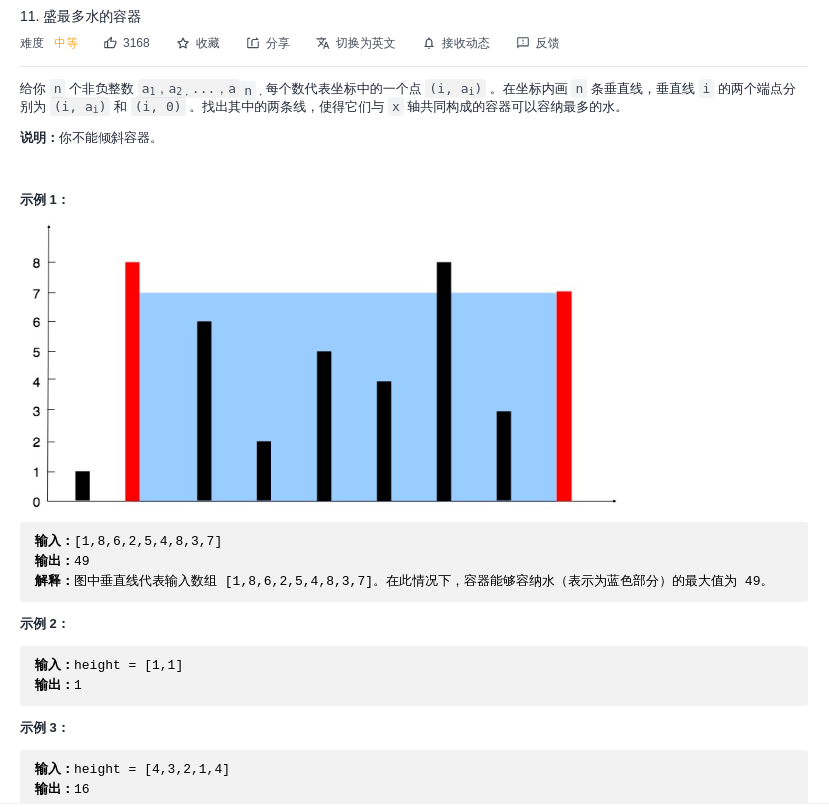 11. 盛最多水的容器
难度 中等 3168 收藏 分享 切换为英文 接收动态 反馈
给你 n 个非负整数 a1，a2，...，a n，每个数代表坐标中的一个点 (i, ai) 。在坐标内画 n 条垂直线，垂直线 i 的两个端点分
别为 (i, ai) 和 (i, 0) 。找出其中的两条线，使得它们与 x 轴共同构成的容器可以容纳最多的水。
说明：你不能倾斜容器。
示例 1：
8
7
6
5
4
3
2
1
0
输入：[1,8,6,2,5,4,8,3,7]
输出：49
解释：图中垂直线代表输入数组 [1,8,6,2,5,4,8,3,7]。在此情况下，容器能够容纳水（表示为蓝色部分）的最大值为 49。
示例 2：
输入：height = [1,1]
输出：1
示例 3：
输入：height = [4,3,2,1,4]
输出：16